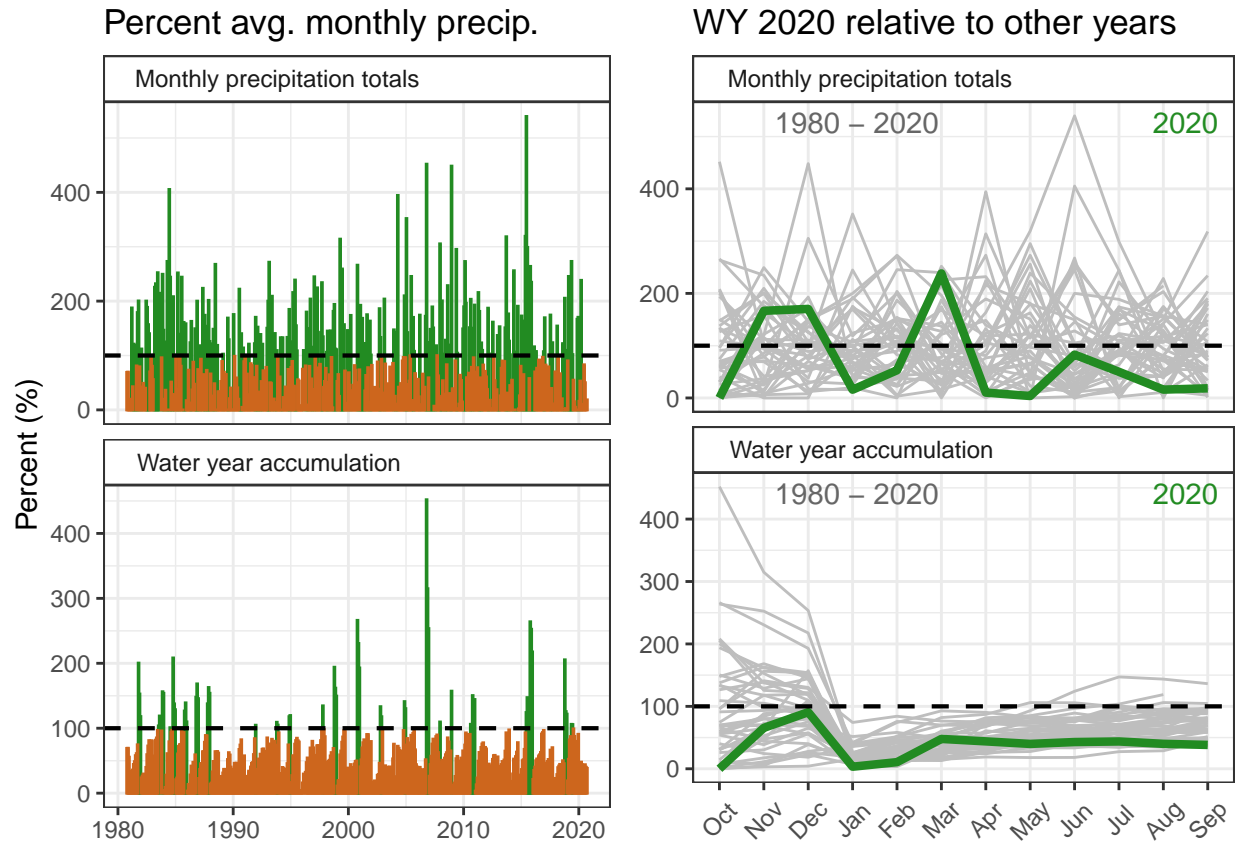 Percent avg. monthly precip.
WY 2020 relative to other years
Monthly precipitation totals
Monthly precipitation totals
1980 – 2020
2020
400
200
0
400
200
0
Percent (%)
Water year accumulation
Water year accumulation
1980 – 2020
2020
400
300
200
100
0
400
300
200
100
0
1980 1990 2000 2010 2020
Oct Nov Dec Jan Feb Mar Apr May Jun Jul Aug Sep